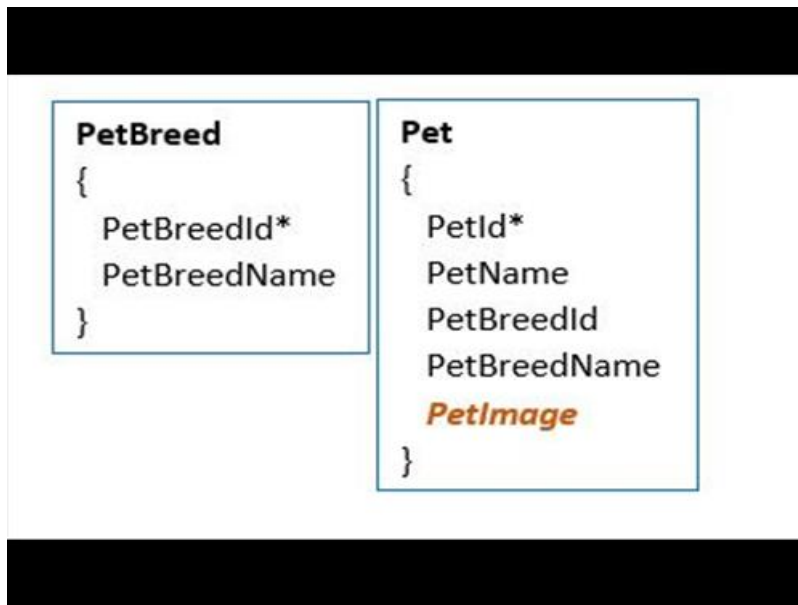 PetBreed
{
PetBreedId*
PetBreedName
}
Pet
{
PetId*
PetName
PetBreedId
PetBreedName
PetImage
}